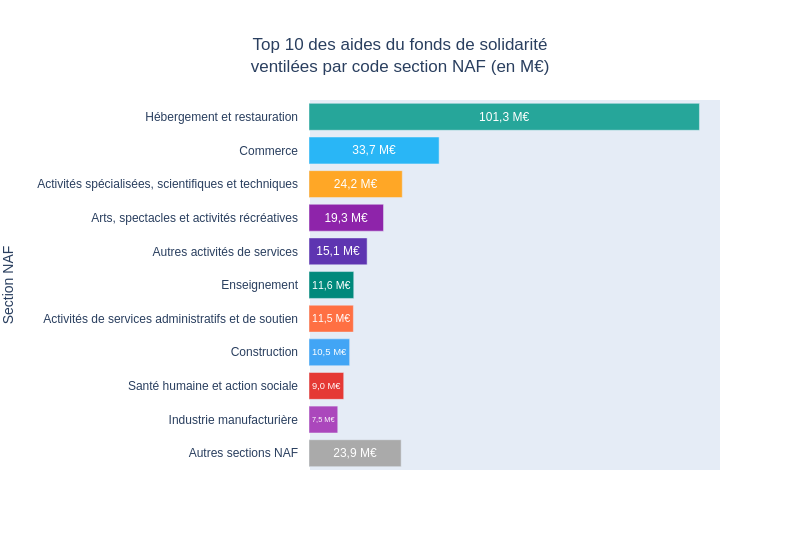 Top 10 des aides du fonds de solidarité
ventilées par code section NAF (en M€)
Section NAF
Hébergement et restauration 101,3 M€
Commerce 33,7 M€
Activités spécialisées, scientifiques et techniques 24,2 M€
Arts, spectacles et activités récréatives 19,3 M€
Autres activités de services 15,1 M€
Enseignement 11,6 M€
Activités de services administratifs et de soutien 11,5 M€
Construction 10,5 M€
Santé humaine et action sociale 9,0 M€
Industrie manufacturière 7,5 M€
Autres sections NAF 23,9 M€